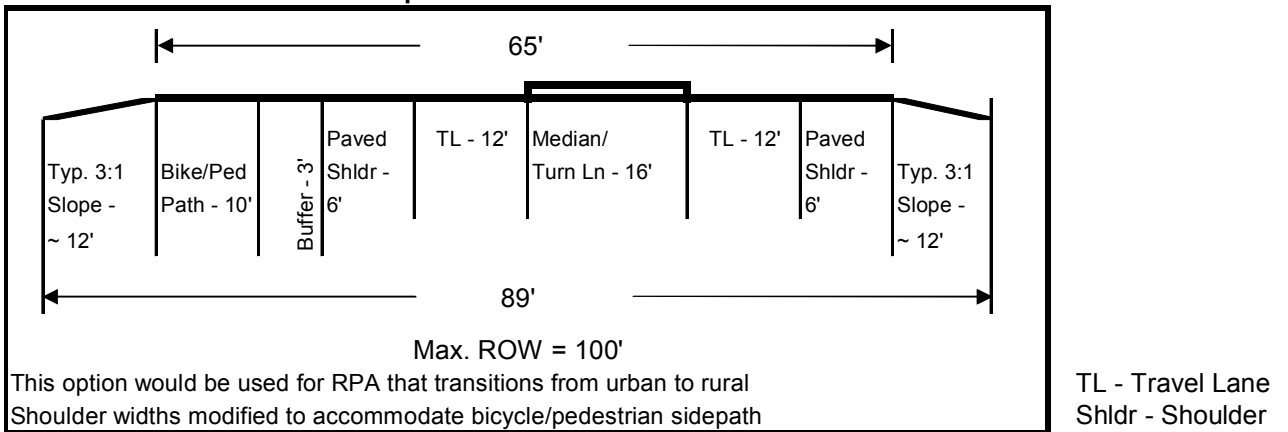 65'
Typ. 3:1
Slope -
~ 12'
Bike/Ped
Path - 10'
Buffer - 3'
Paved
Shldr -
6'
TL - 12'
Median/
Turn Ln - 16'
TL - 12'
Paved
Shldr -
6'
Typ. 3:1
Slope -
~ 12'
89'
Max. ROW = 100'
This option would be used for RPA that transitions from urban to rural
Shoulder widths modified to accommodate bicycle/pedestrian sidepath
TL - Travel Lane
Shldr - Shoulder